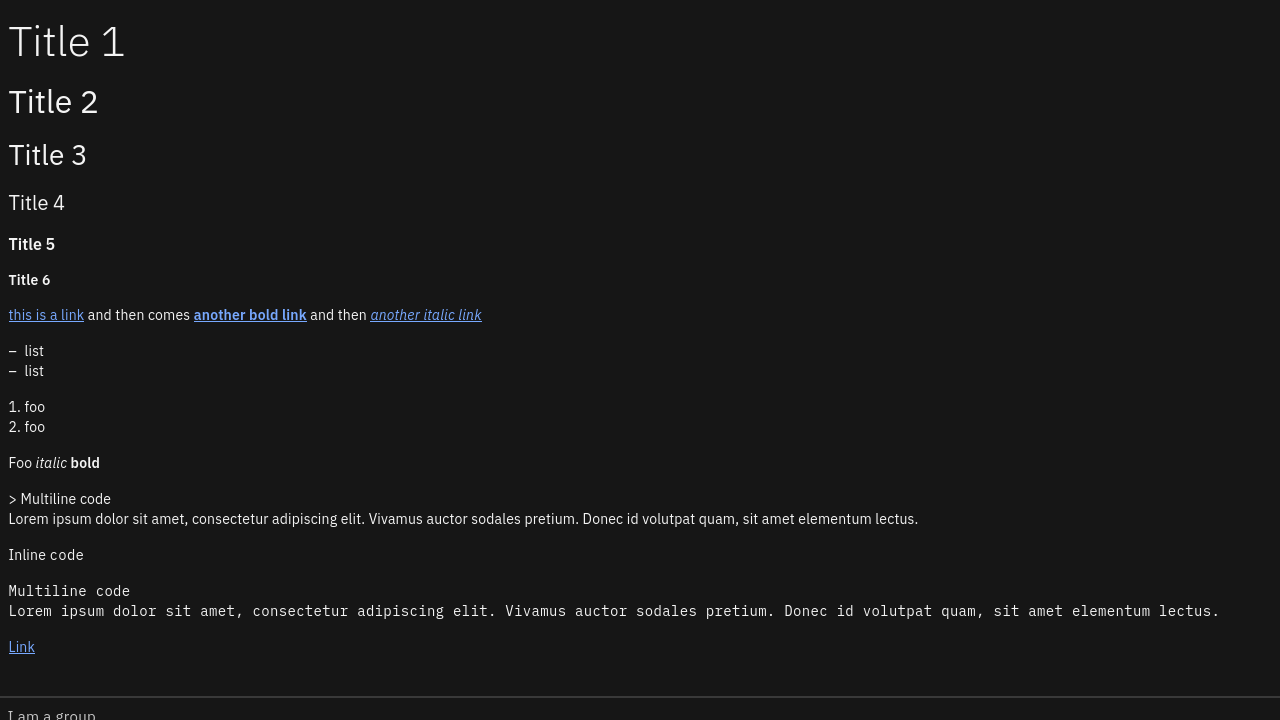 Title 1
Title 2
Title 3
Title 4
Title 5
Title 6
this is a link and then comes another bold link and then another italic link
– list
– list
1. foo
2. foo
Foo italic bold
> Multiline code
Lorem ipsum dolor sit amet, consectetur adipiscing elit. Vivamus auctor sodales pretium. Donec id volutpat quam, sit amet elementum lectus.
Inline code
Multiline code
Lorem ipsum dolor sit amet, consectetur adipiscing elit. Vivamus auctor sodales pretium. Donec id volutpat quam, sit amet elementum lectus.
Link
I am a group